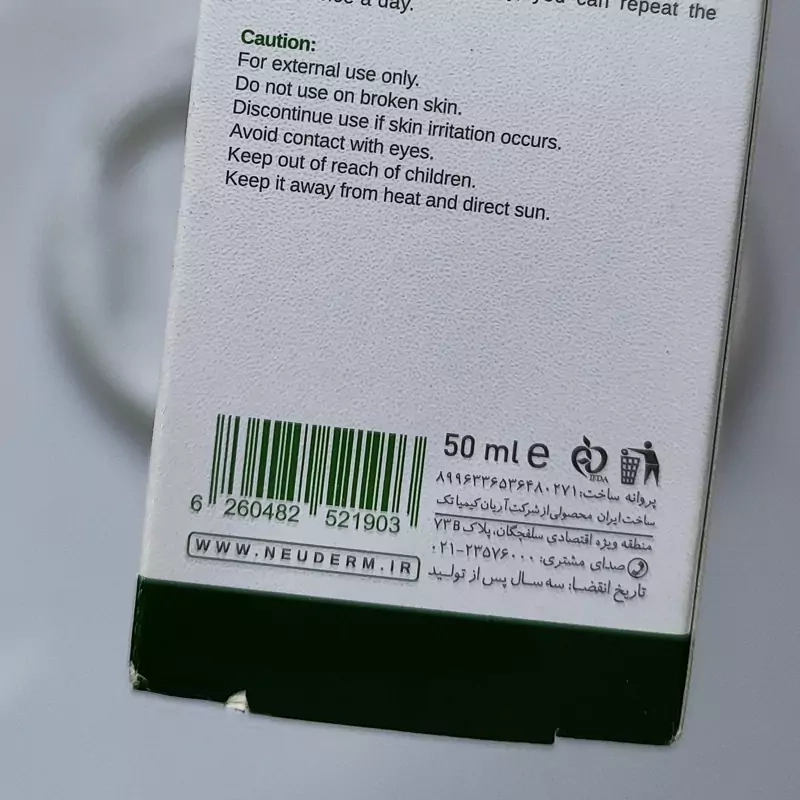 a day.
you can repeat the
Caution:
For external use only.
Do not use on broken skin.
Discontinue use if skin irritation occurs.
Avoid contact with eyes.
Keep out of reach of children.
Keep it away from heat and direct sun.
50 ml e
IFDA
پروانه ساخت: ۸۹۹۶۳۳۶۵۳۶۴۸۰۲۷۱
ساخت ایران محصولی از شرکت آریان کیمیا تک
منطقه ویژه اقتصادی سلفچگان، پلاک ۷۳B
صدای مشتری: ۲۳۵۷۶۰۰۰-۰۲۱
تاریخ انقضا: سه سال پس از تولید
6 260482 521903
WWW.NEUDERM.IR